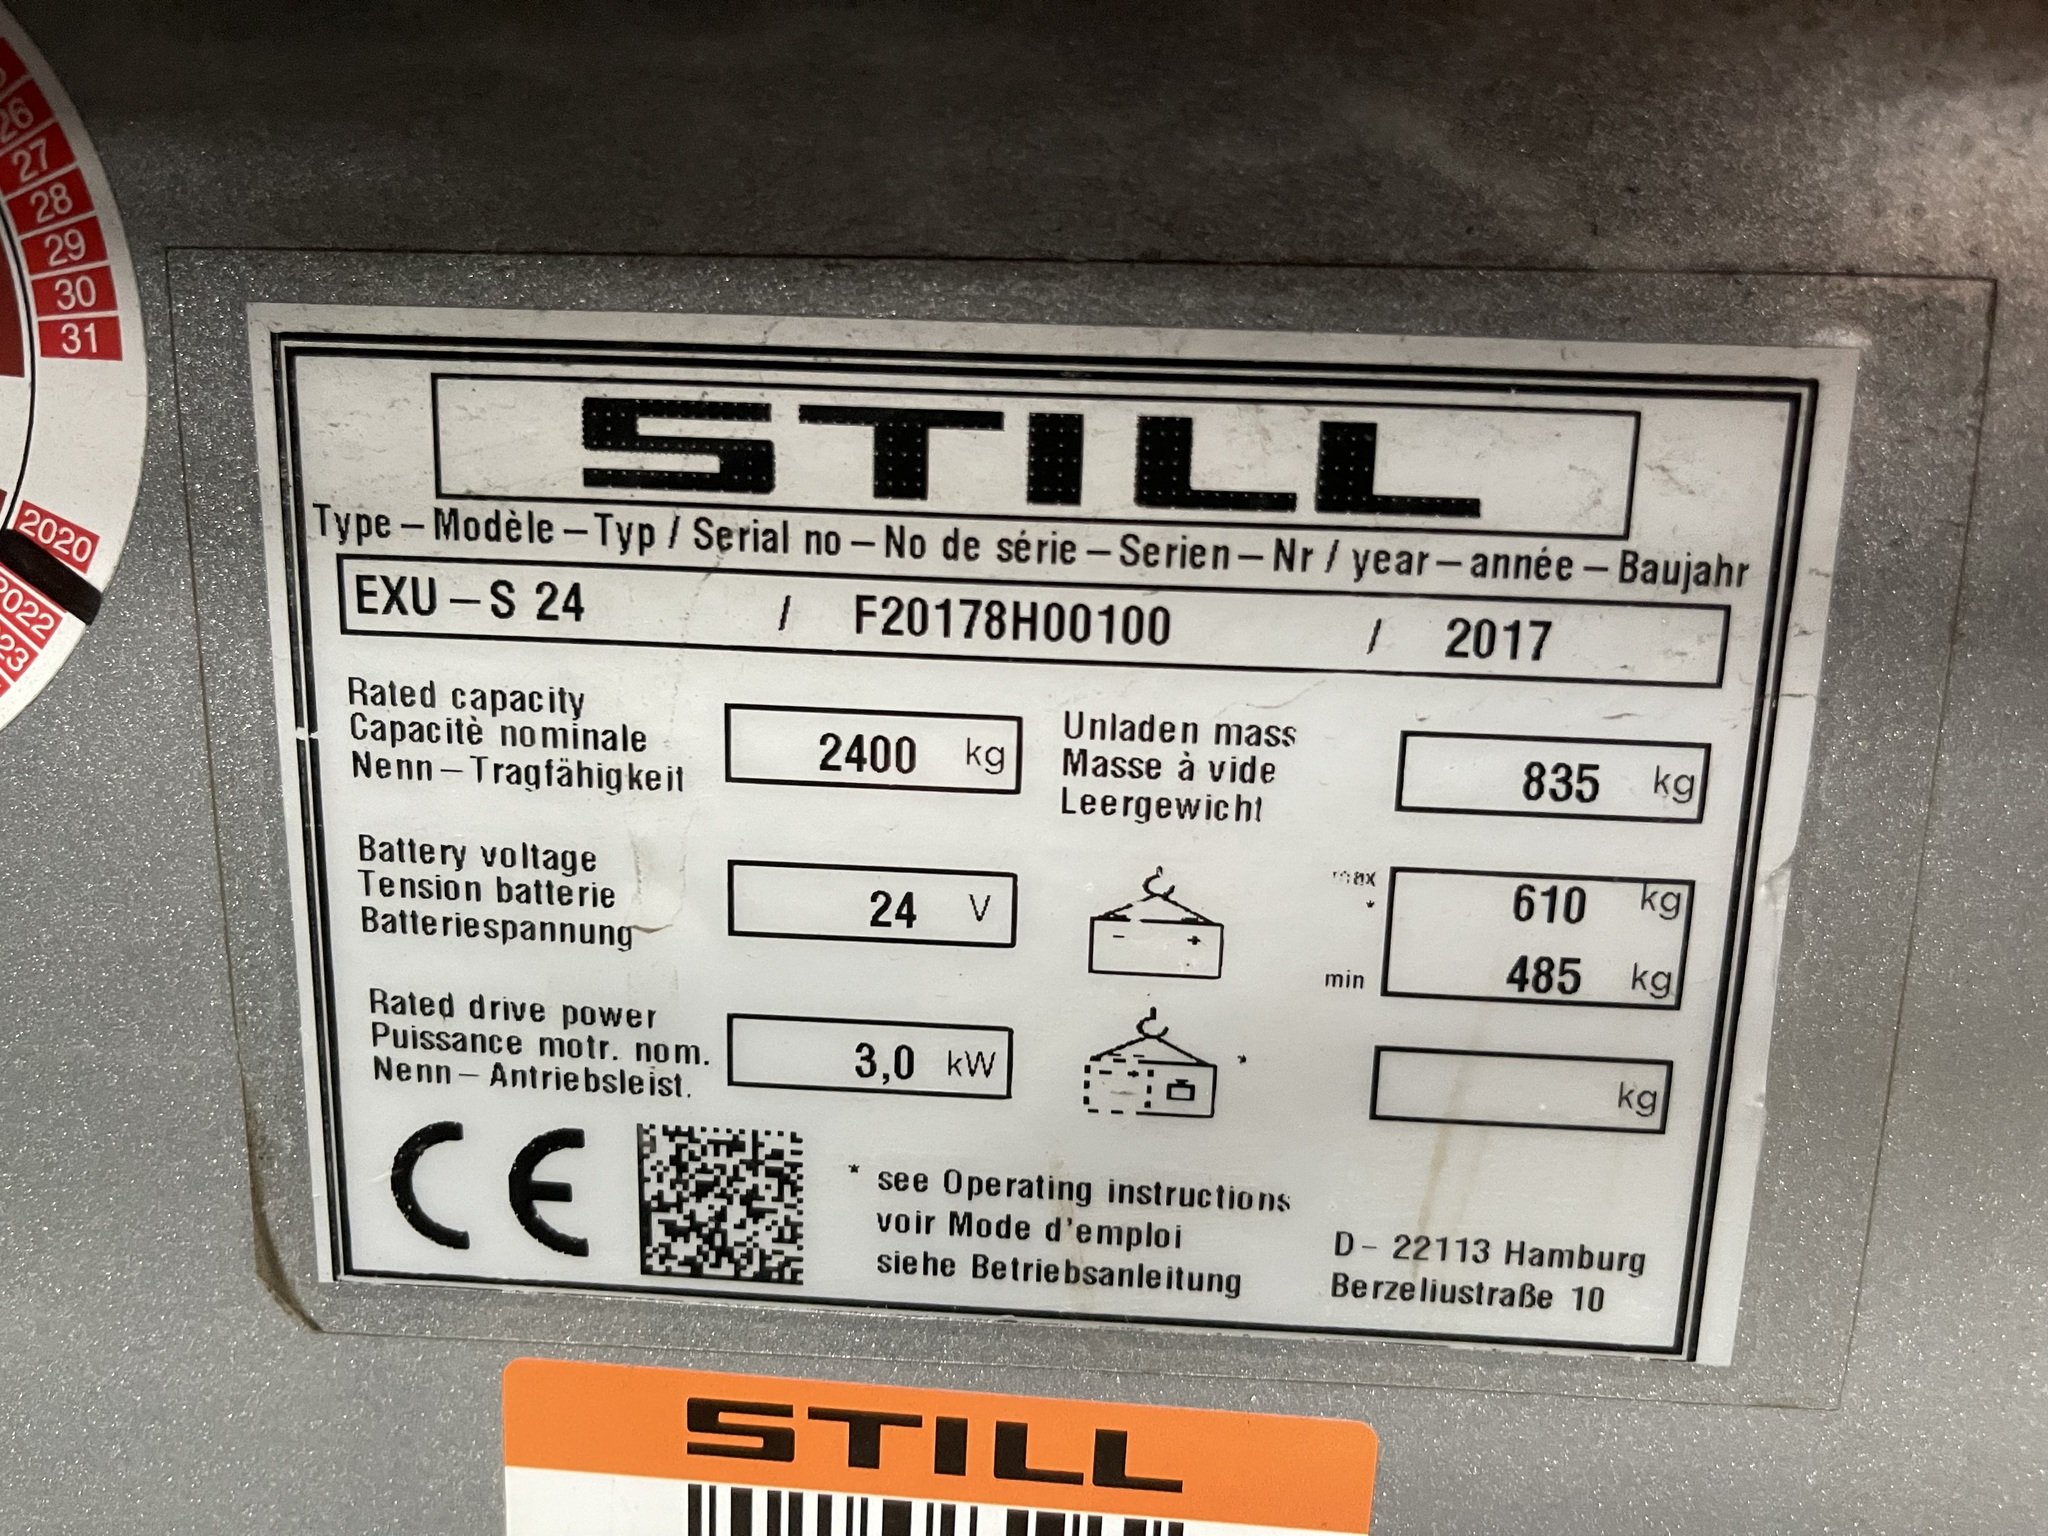 26
27
28
29
30
31
2020
2022
23
STILL
Type – Modèle – Typ / Serial no – No de série – Serien – Nr / year – année – Baujahr
EXU – S 24 / F20178H00100 / 2017
Rated capacity
Capacitè nominale
Nenn – Tragfähigkeit
2400 kg
Unladen mass
Masse à vide
Leergewicht
835 kg
Battery voltage
Tension batterie
Batteriespannung
24 V
- +
max
*
610 kg
min
485 kg
Rated drive power
Puissance motr. nom.
Nenn – Antriebsleist.
3,0 kW
*
kg
CE
* see Operating instructions
voir Mode d'emploi
siehe Betriebsanleitung
D – 22113 Hamburg
Berzeliustraße 10
STILL